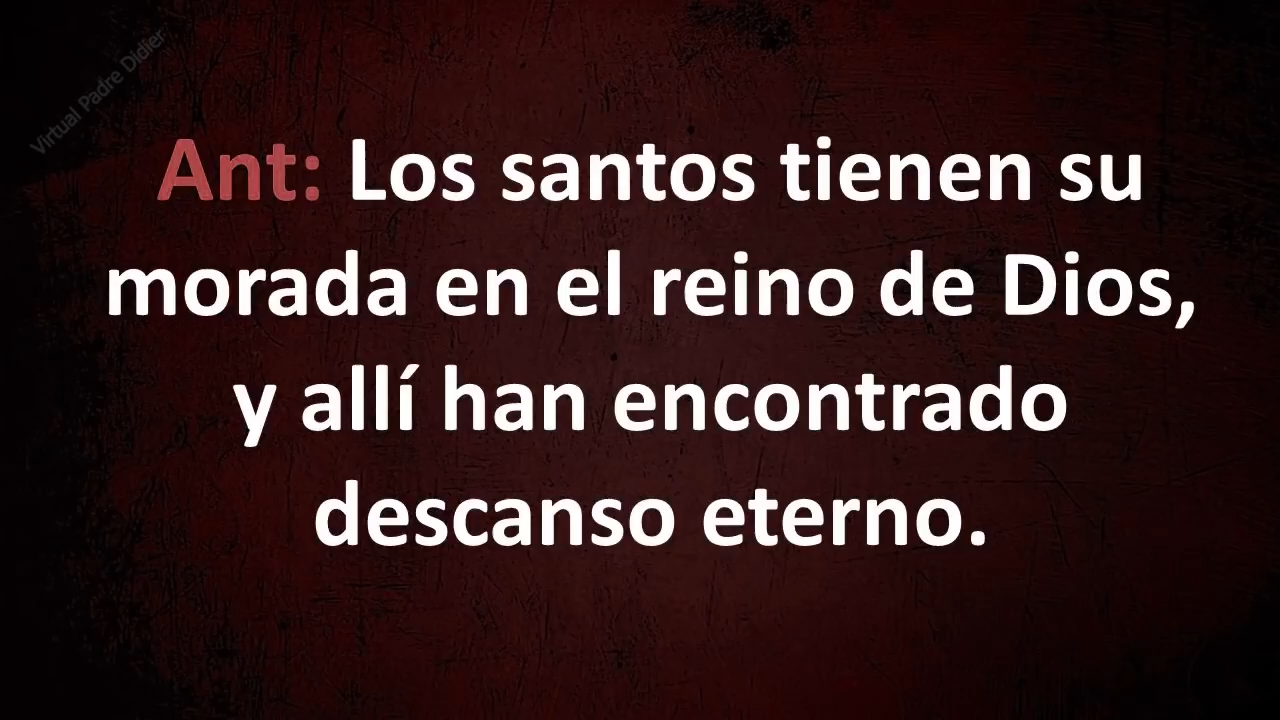 Virtual Padre Didier
Ant: Los santos tienen su
morada en el reino de Dios,
y allí han encontrado
descanso eterno.